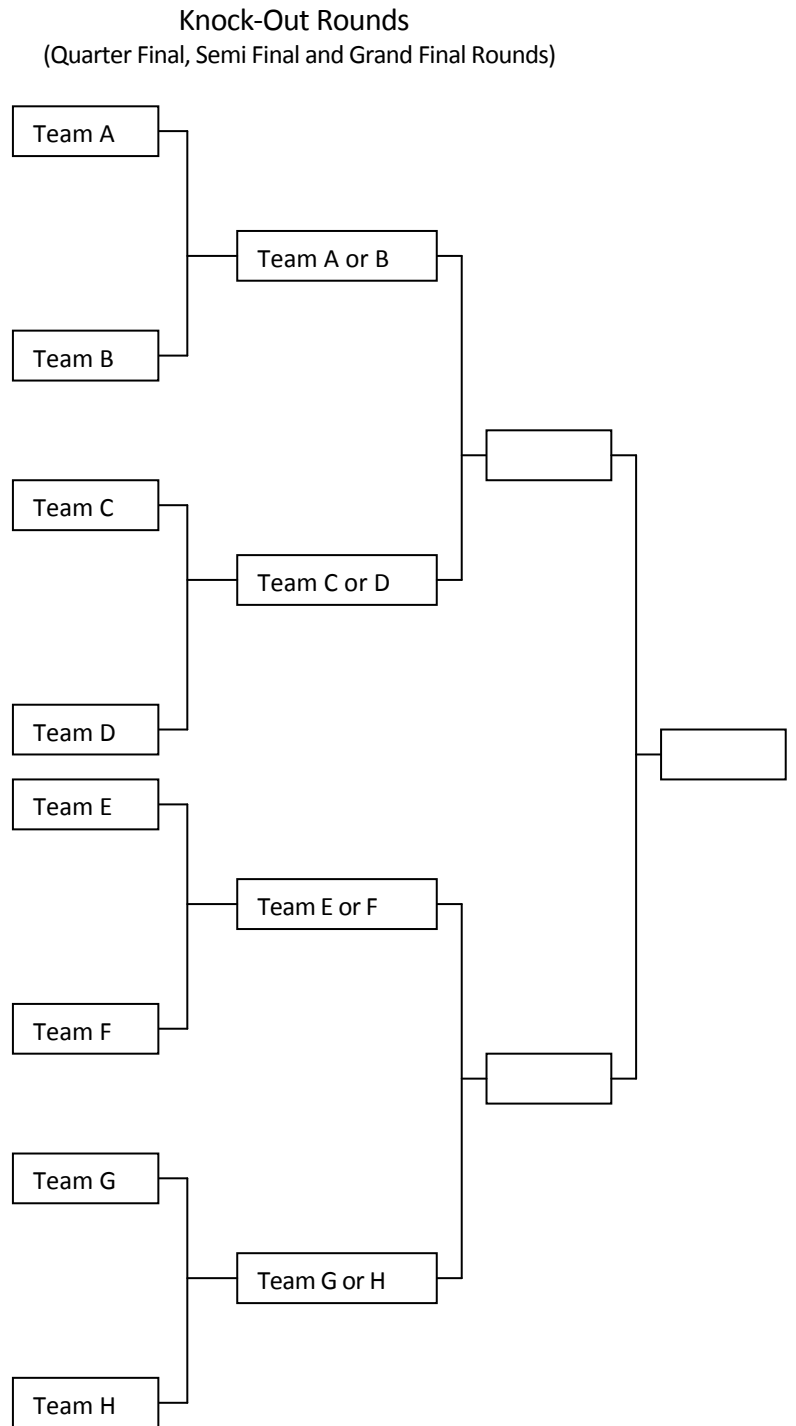 Knock-Out Rounds
(Quarter Final, Semi Final and Grand Final Rounds)
Team A
Team A or B
Team B
Team C
Team C or D
Team D
Team E
Team E or F
Team F
Team G
Team G or H
Team H